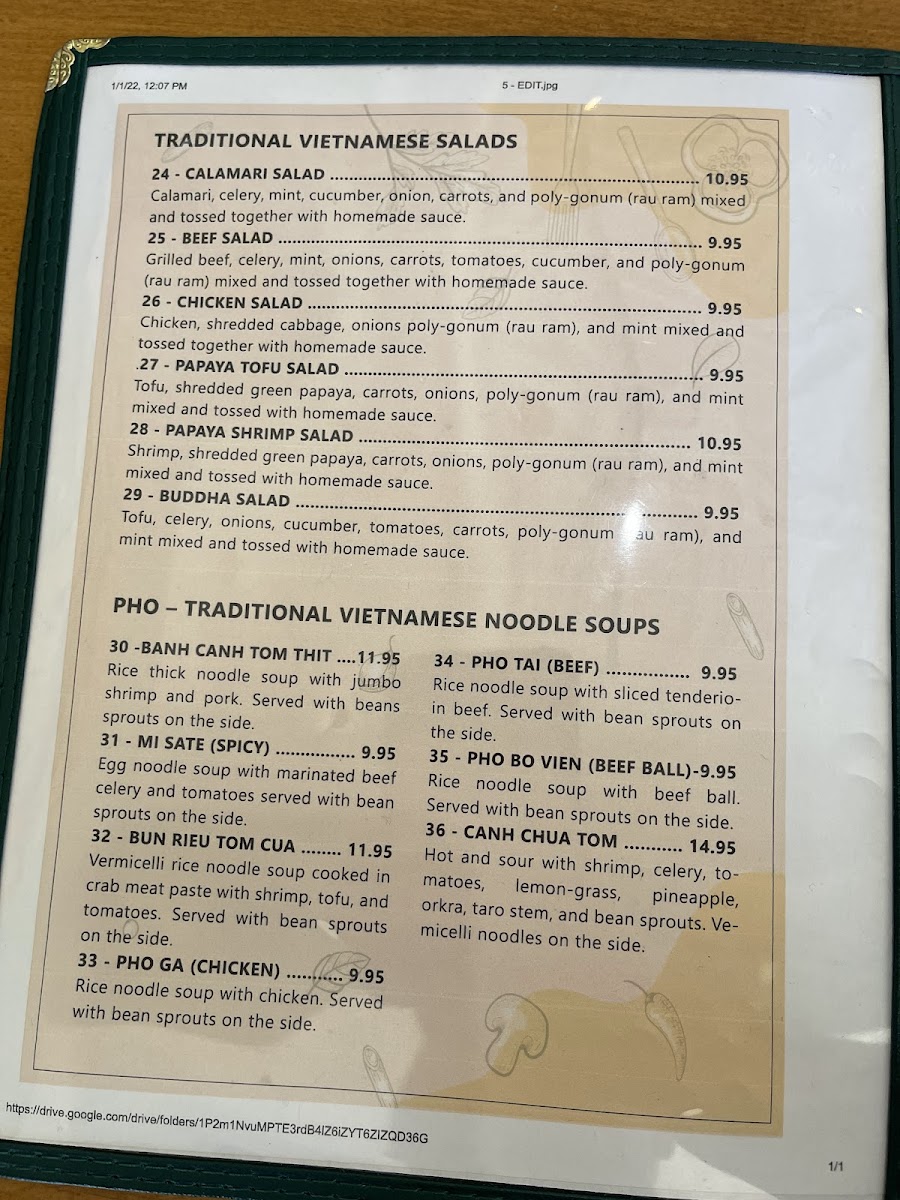 1/1/22, 12:07 PM
5 - EDIT.jpg
TRADITIONAL VIETNAMESE SALADS
24 - CALAMARI SALAD ........ 10.95
Calamari, celery, mint, cucumber, onion, carrots, and poly-gonum (rau ram) mixed
and tossed together with homemade sauce.
25 - BEEF SALAD ........ 9.95
Grilled beef, celery, mint, onions, carrots, tomatoes, cucumber, and poly-gonum
(rau ram) mixed and tossed together with homemade sauce.
26 - CHICKEN SALAD ........ 9.95
Chicken, shredded cabbage, onions poly-gonum (rau ram), and mint mixed and
tossed together with homemade sauce.
.27 - PAPAYA TOFU SALAD ........ 9.95
Tofu, shredded green papaya, carrots, onions, poly-gonum (rau ram), and mint
mixed and tossed with homemade sauce.
28 - PAPAYA SHRIMP SALAD ........ 10.95
Shrimp, shredded green papaya, carrots, onions, poly-gonum (rau ram), and mint
mixed and tossed with homemade sauce.
29 - BUDDHA SALAD ........ 9.95
Tofu, celery, onions, cucumber, tomatoes, carrots, poly-gonum au ram), and
mint mixed and tossed with homemade sauce.
PHO – TRADITIONAL VIETNAMESE NOODLE SOUPS
30 -BANH CANH TOM THIT ....11.95
Rice thick noodle soup with jumbo
shrimp and pork. Served with beans
sprouts on the side.
31 - MI SATE (SPICY) ................ 9.95
Egg noodle soup with marinated beef
celery and tomatoes served with bean
sprouts on the side.
32 - BUN RIEU TOM CUA ........ 11.95
Vermicelli rice noodle soup cooked in
crab meat paste with shrimp, tofu, and
tomatoes. Served with bean sprouts
on the side.
33 - PHO GA (CHICKEN) ........... 9.95
Rice noodle soup with chicken. Served
with bean sprouts on the side.
34 - PHO TAI (BEEF) ................. 9.95
Rice noodle soup with sliced tenderio-
in beef. Served with bean sprouts on
the side.
35 - PHO BO VIEN (BEEF BALL)-9.95
Rice noodle soup with beef ball.
Served with bean sprouts on the side.
36 - CANH CHUA TOM ........... 14.95
Hot and sour with shrimp, celery, to-
matoes, lemon-grass, pineapple,
orkra, taro stem, and bean sprouts. Ve-
micelli noodles on the side.
https://drive.google.com/drive/folders/1P2m1NvuMPTE3rdB4IZ6iZYT6ZIZQD36G
1/1